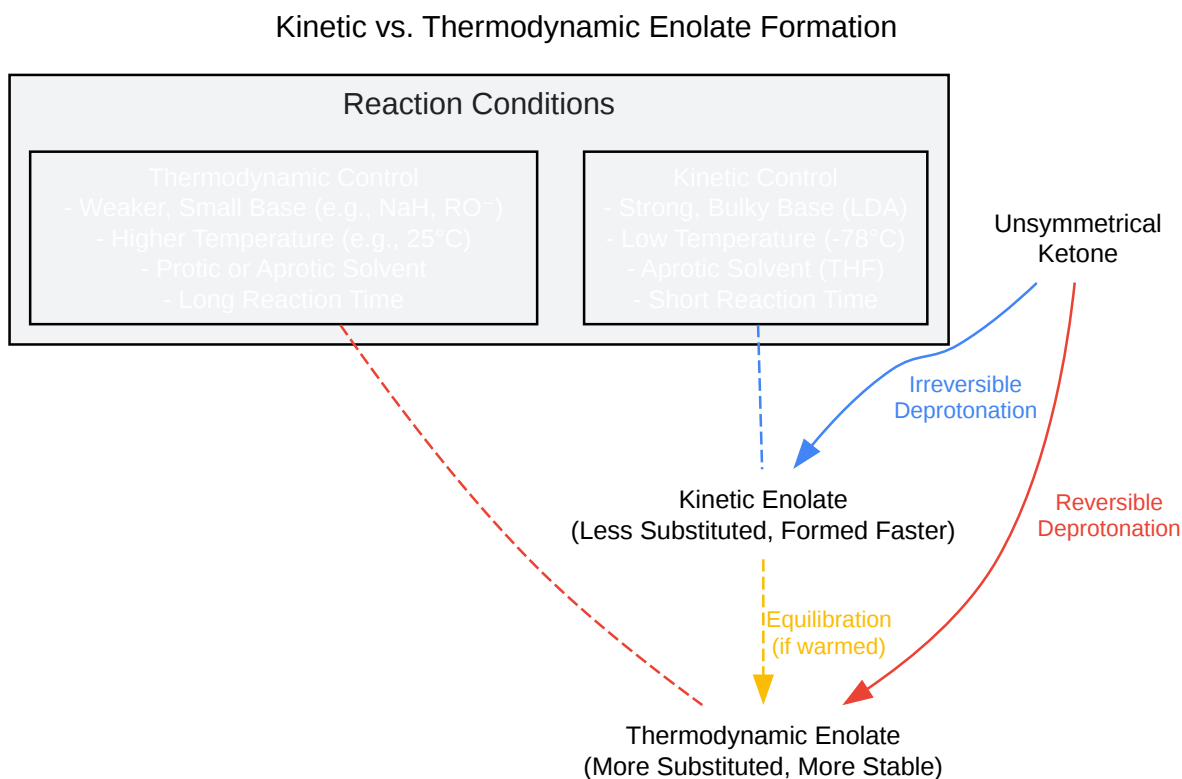 Kinetic vs. Thermodynamic Enolate Formation
Reaction Conditions
Thermodynamic Control
- Weaker, Small Base (e.g., NaH, RO⁻)
- Higher Temperature (e.g., 25°C)
- Protic or Aprotic Solvent
- Long Reaction Time
Kinetic Control
- Strong, Bulky Base (LDA)
- Low Temperature (-78°C)
- Aprotic Solvent (THF)
- Short Reaction Time
Unsymmetrical
Ketone
Irreversible
Deprotonation
Kinetic Enolate
(Less Substituted, Formed Faster)
Reversible
Deprotonation
Equilibration
(if warmed)
Thermodynamic Enolate
(More Substituted, More Stable)